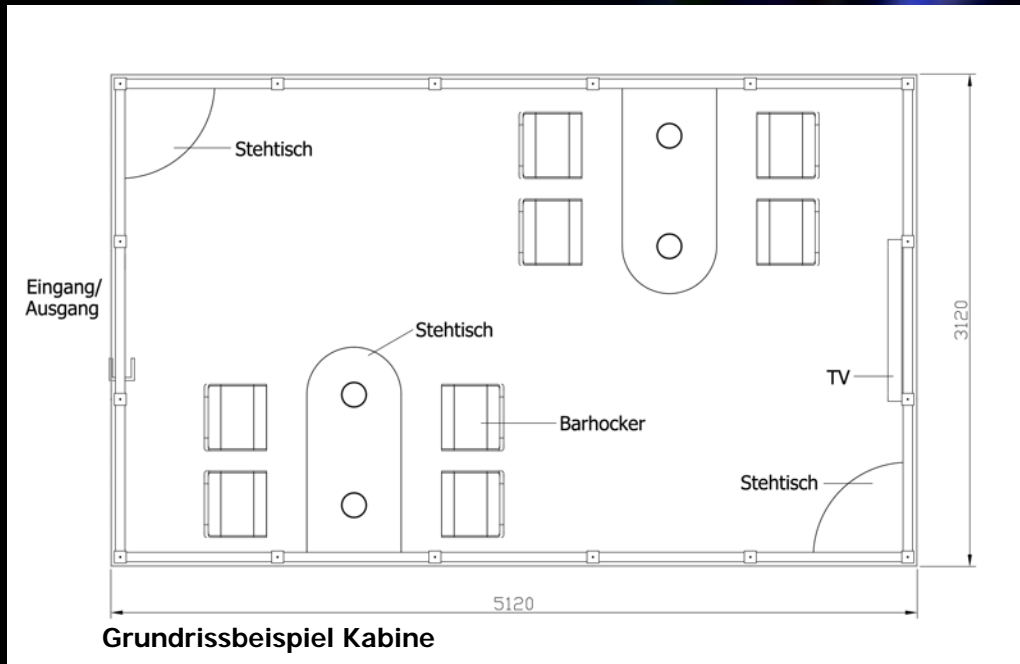 Stehtisch
Eingang/
Ausgang
Stehtisch
3120
TV
Barhocker
Stehtisch
5120
Grundrissbeispiel Kabine